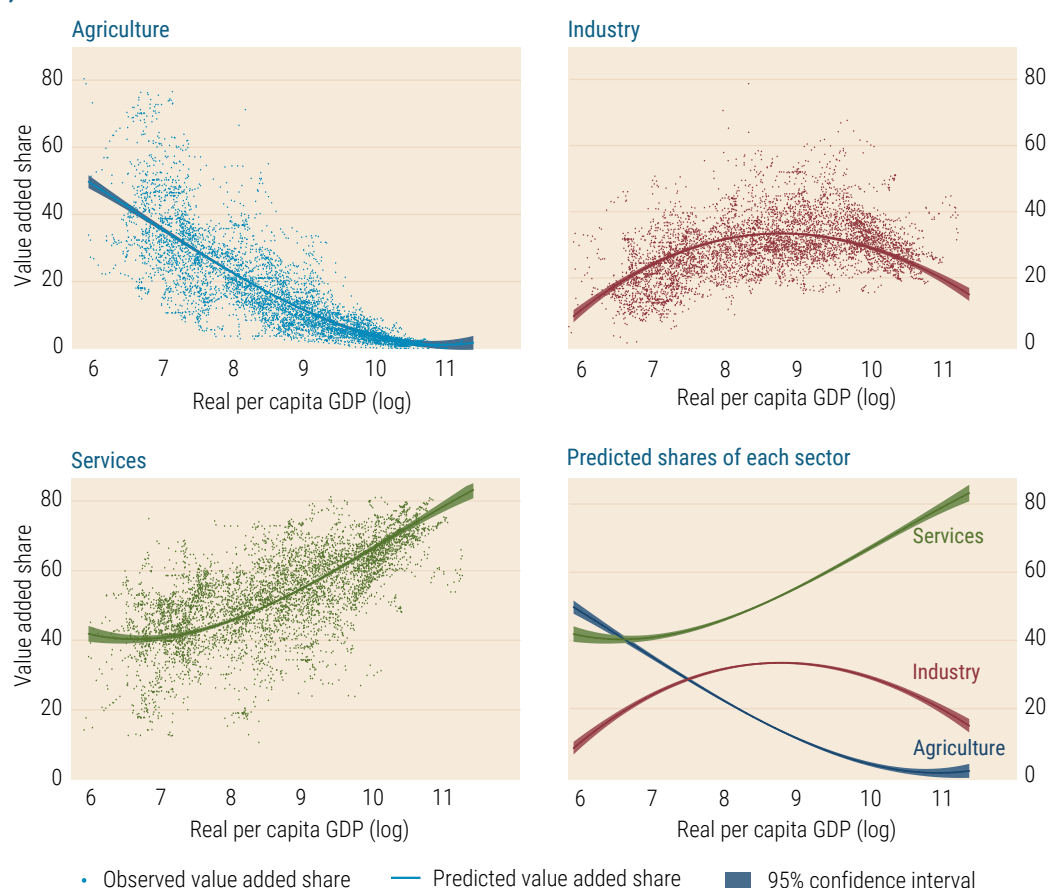 Agriculture
Value added share
80
60
40
20
0
6 7 8 9 10 11
Real per capita GDP (log)
Industry
80
60
40
20
0
6 7 8 9 10 11
Real per capita GDP (log)
Services
Value added share
80
60
40
20
0
6 7 8 9 10 11
Real per capita GDP (log)
Predicted shares of each sector
80
60
40
20
0
Services
Industry
Agriculture
6 7 8 9 10 11
Real per capita GDP (log)
Observed value added share Predicted value added share 95% confidence interval